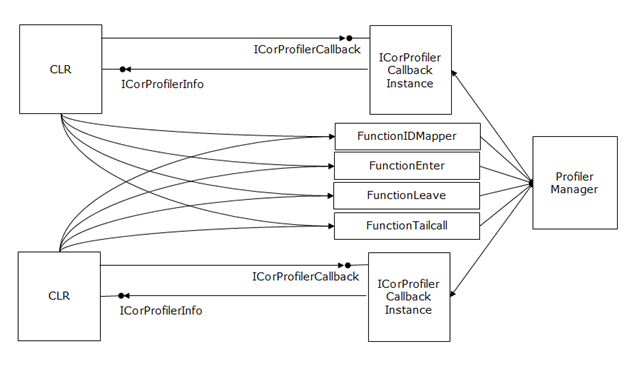 CLR
ICorProfilerCallback
ICorProfilerInfo
ICorProfiler
Callback
Instance
FunctionIDMapper
FunctionEnter
FunctionLeave
FunctionTailcall
Profiler
Manager
CLR
ICorProfilerCallback
ICorProfilerInfo
ICorProfiler
Callback
Instance